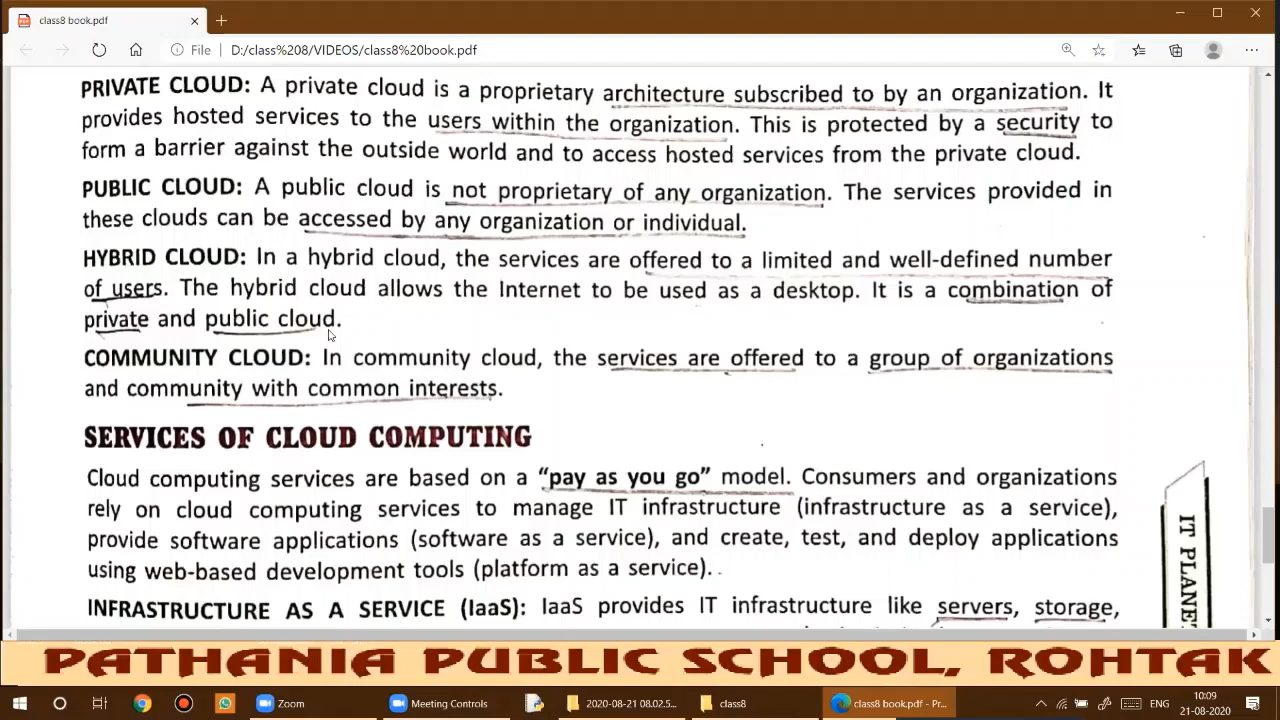 class8 book.pdf
File
D:/class%208/VIDEOS/class8%20book.pdf
PRIVATE CLOUD: A private cloud is a proprietary architecture subscribed to by an organization. It
provides hosted services to the users within the organization. This is protected by a security to
form a barrier against the outside world and to access hosted services from the private cloud.
PUBLIC CLOUD: A public cloud is not proprietary of any organization. The services provided in
these clouds can be accessed by any organization or individual.
HYBRID CLOUD: In a hybrid cloud, the services are offered to a limited and well-defined number
of users. The hybrid cloud allows the Internet to be used as a desktop. It is a combination of
private and public cloud.
COMMUNITY CLOUD: In community cloud, the services are offered to a group of organizations
and community with common interests.
SERVICES OF CLOUD COMPUTING
Cloud computing services are based on a “pay as you go” model. Consumers and organizations
rely on cloud computing services to manage IT infrastructure (infrastructure as a service),
provide software applications (software as a service), and create, test, and deploy applications
using web-based development tools (platform as a service).
INFRASTRUCTURE AS A SERVICE (IaaS): IaaS provides IT infrastructure like servers, storage,
IT PLANET
PATHANIA PUBLIC SCHOOL, ROHTAK
Zoom
Meeting Controls
2020-08-21 08.02.5...
class8
class8 book.pdf - Pr...
ENG
10:09
21-08-2020